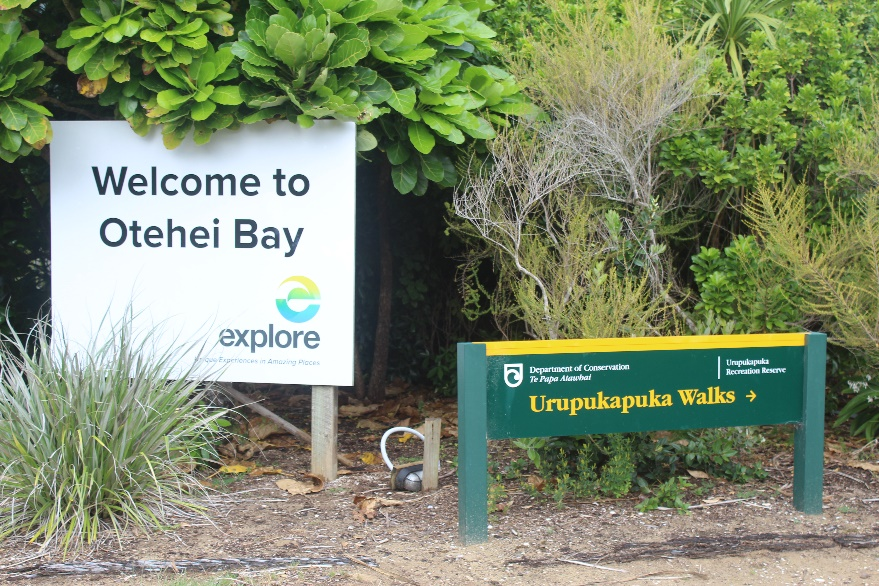 Welcome to
Otehei Bay
explore
Unique Experiences in Amazing Places
Department of Conservation
Te Papa Atawhai
Urupukapuka
Recreation Reserve
Urupukapuka Walks →